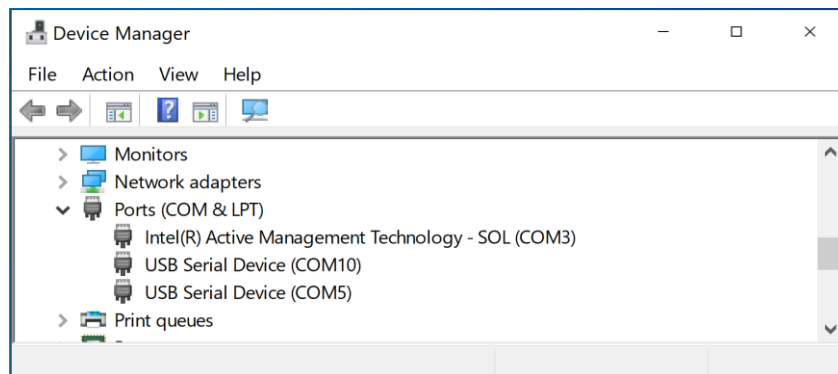 Device Manager
File Action View Help
Monitors
Network adapters
Ports (COM & LPT)
Intel(R) Active Management Technology - SOL (COM3)
USB Serial Device (COM10)
USB Serial Device (COM5)
Print queues